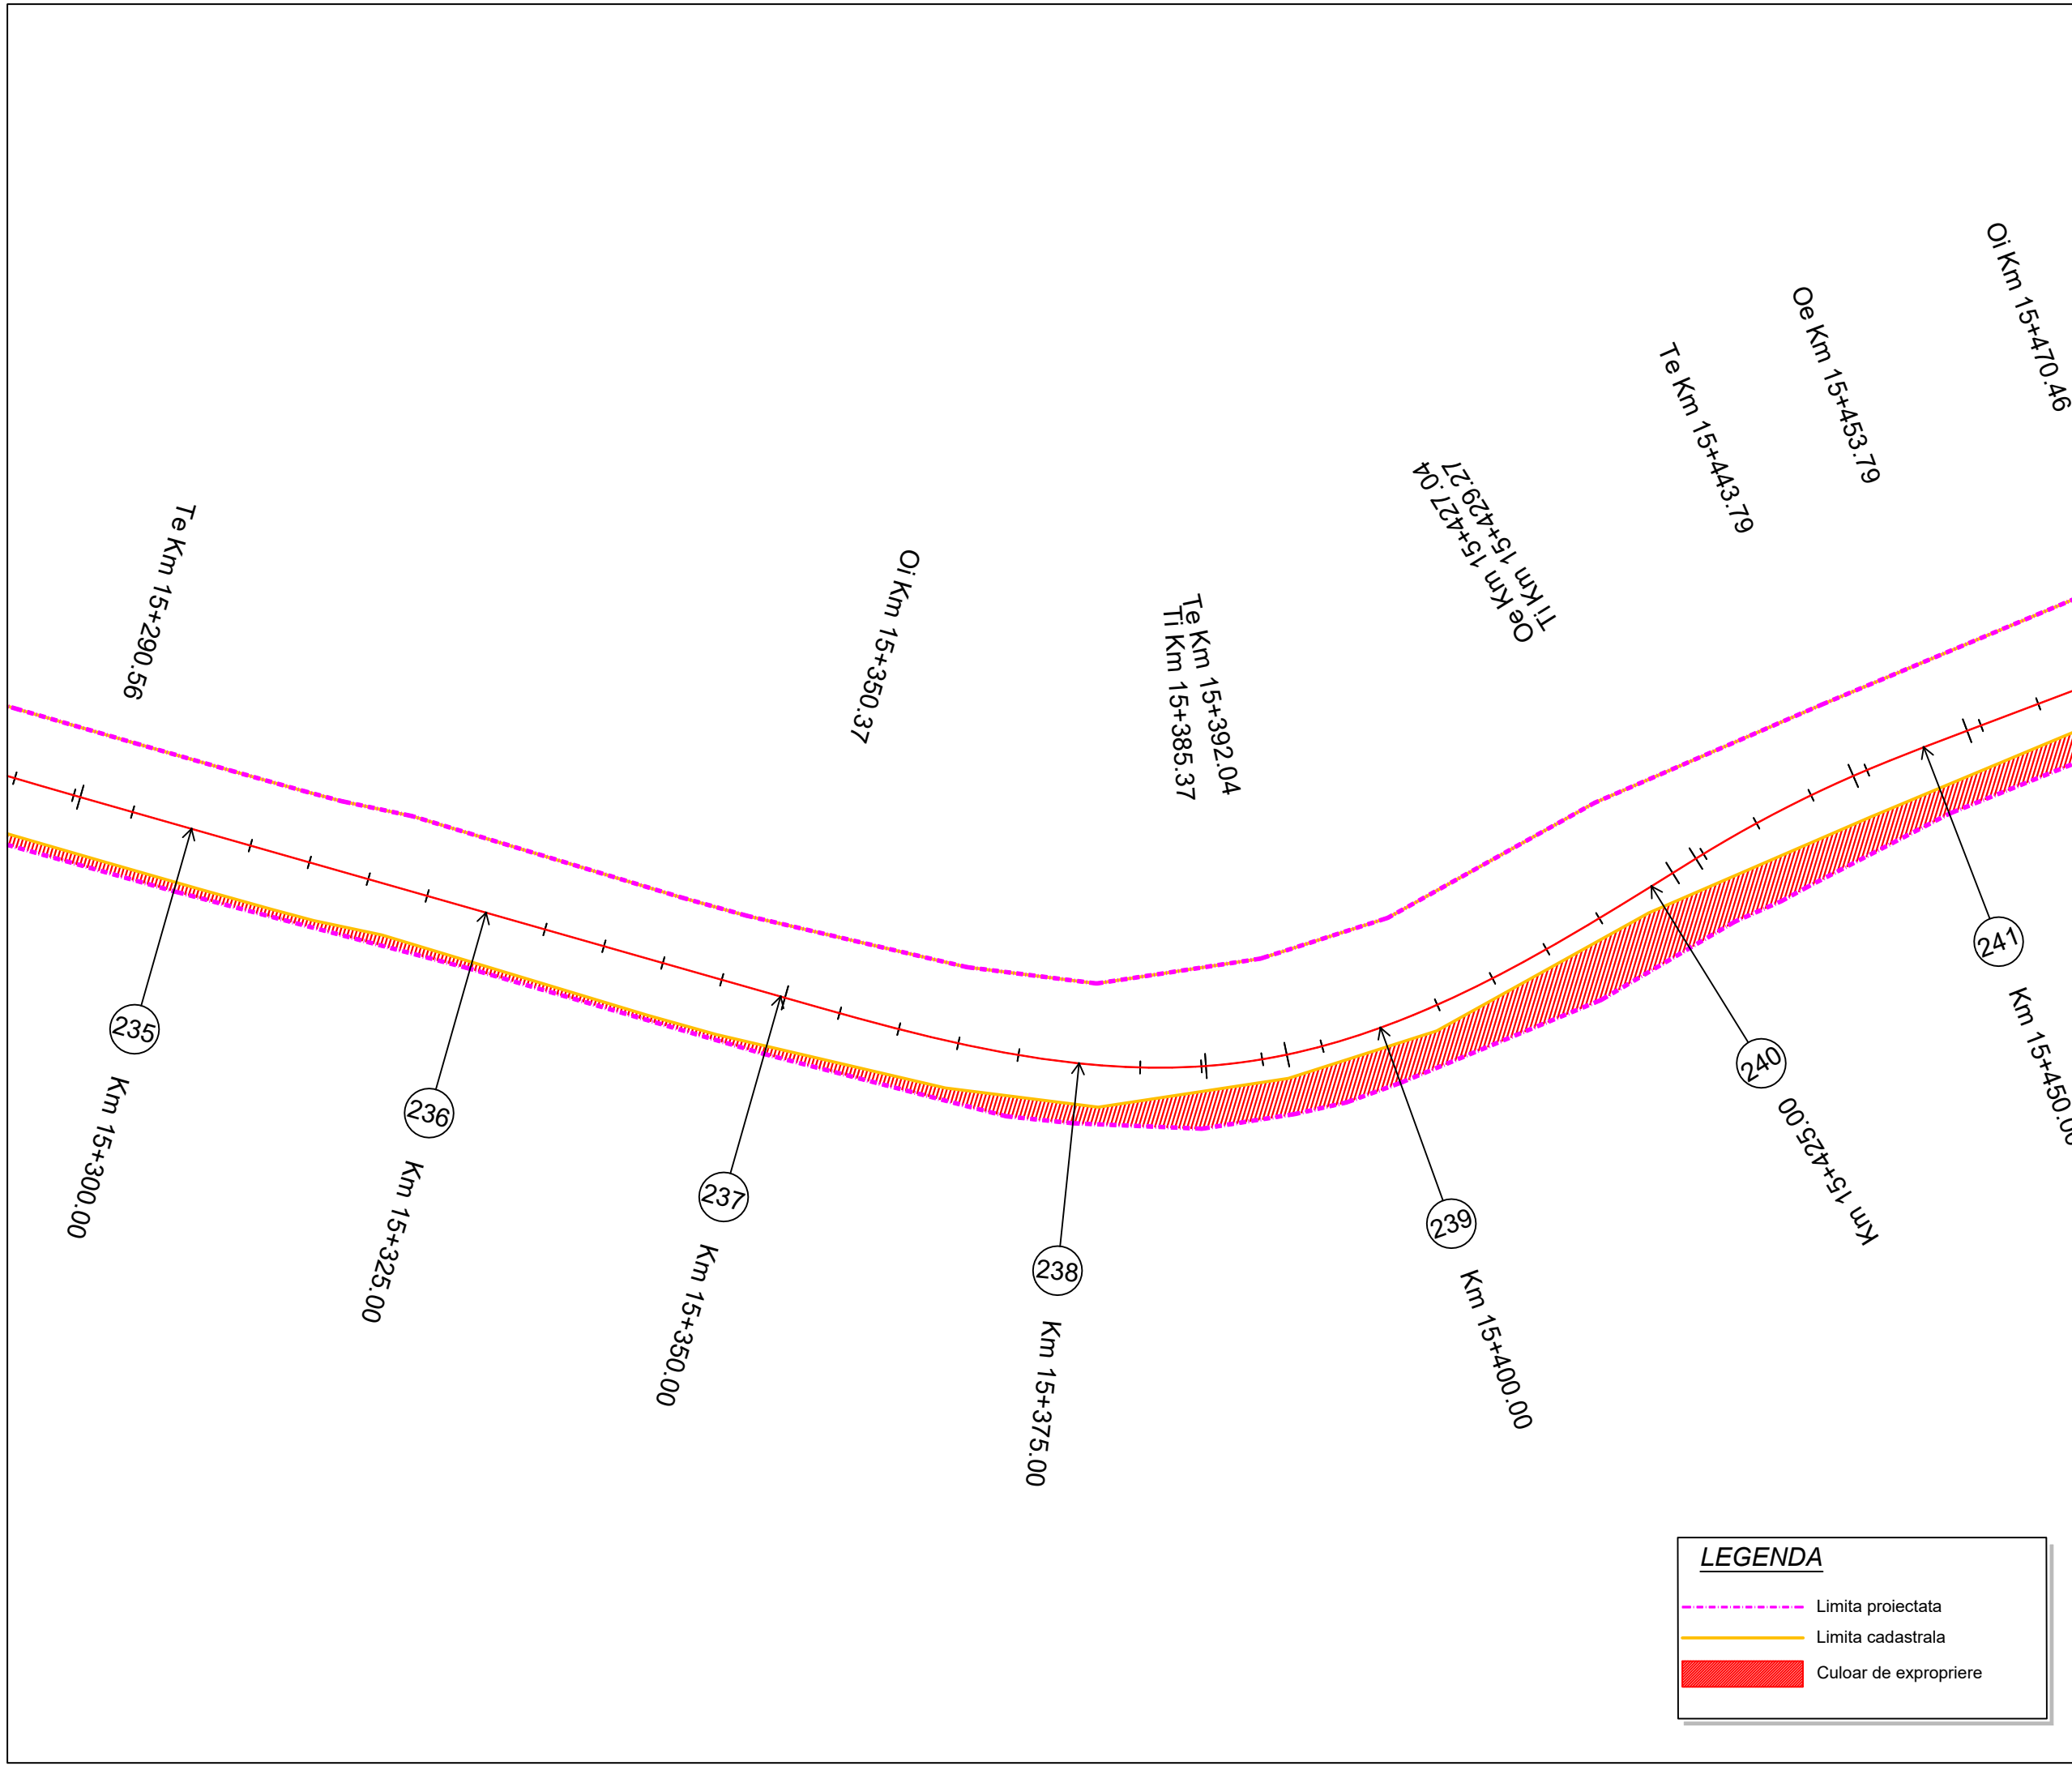 Te Km 15+290.56
Oi Km 15+350.37
Ti Km 15+385.37
Te Km 15+392.04
Oe Km 15+427.04
Ti Km 15+429.27
Te Km 15+443.79
Oe Km 15+453.79
Oi Km 15+470.46
235
Km 15+300.00
236
Km 15+325.00
237
Km 15+350.00
238
Km 15+375.00
239
Km 15+400.00
240
Km 15+425.00
241
Km 15+450.00
LEGENDA
Limita proiectata
Limita cadastrala
Culoar de expropriere